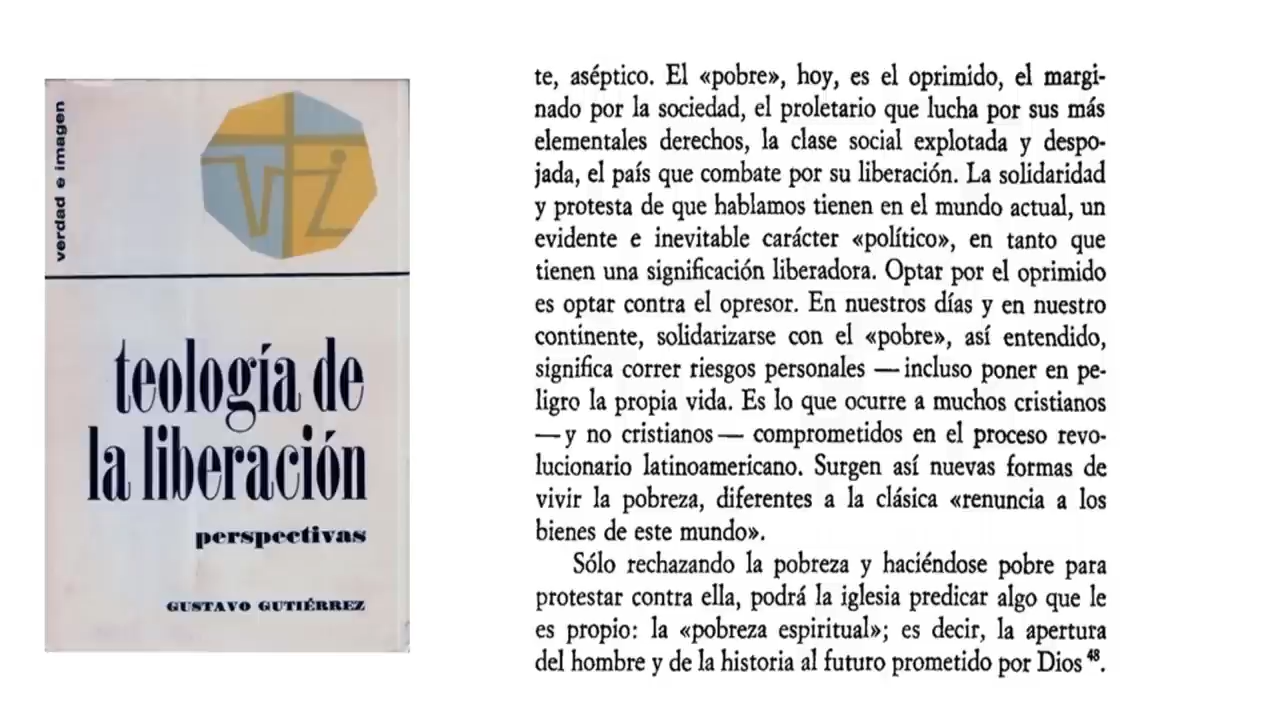 verdad e imagen
vi
teología de
la liberación
perspectivas
GUSTAVO GUTIÉRREZ
te, aséptico. El «pobre», hoy, es el oprimido, el margi-
nado por la sociedad, el proletario que lucha por sus más
elementales derechos, la clase social explotada y despo-
jada, el país que combate por su liberación. La solidaridad
y protesta de que hablamos tienen en el mundo actual, un
evidente e inevitable carácter «político», en tanto que
tienen una significación liberadora. Optar por el oprimido
es optar contra el opresor. En nuestros días y en nuestro
continente, solidarizarse con el «pobre», así entendido,
significa correr riesgos personales —incluso poner en pe-
ligro la propia vida. Es lo que ocurre a muchos cristianos
—y no cristianos— comprometidos en el proceso revo-
lucionario latinoamericano. Surgen así nuevas formas de
vivir la pobreza, diferentes a la clásica «renuncia a los
bienes de este mundo».
Sólo rechazando la pobreza y haciéndose pobre para
protestar contra ella, podrá la iglesia predicar algo que le
es propio: la «pobreza espiritual»; es decir, la apertura
del hombre y de la historia al futuro prometido por Dios 48.